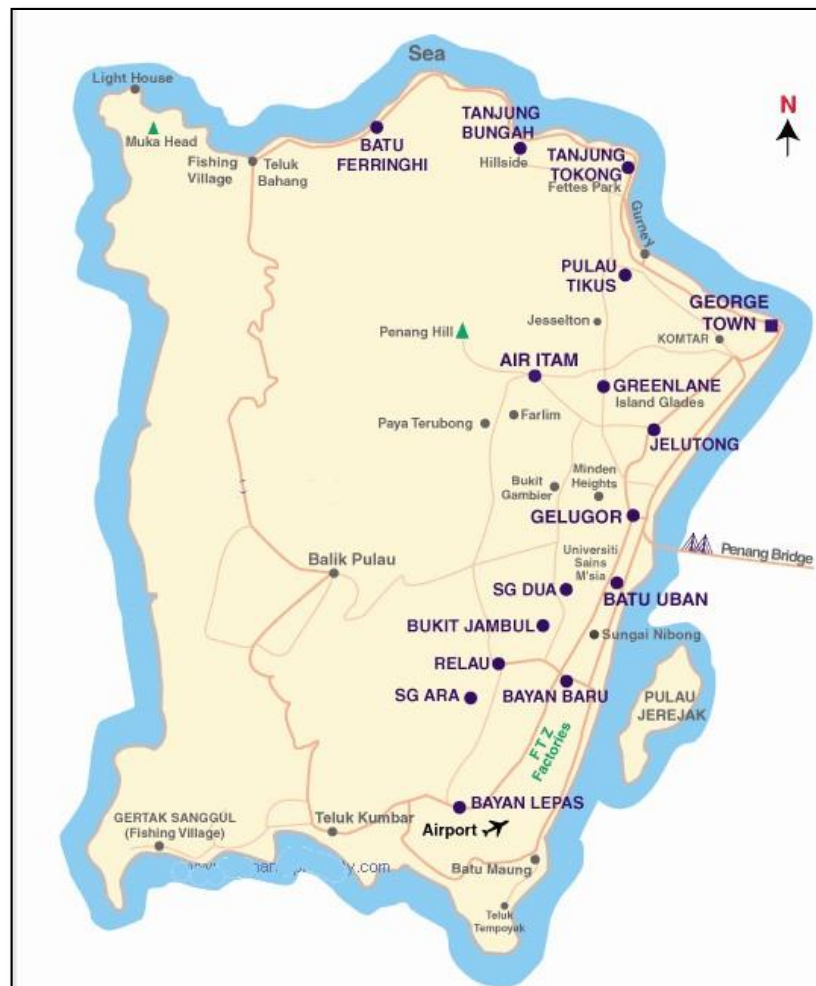 Sea
Light House
N
Muka Head
TANJUNG
BUNGAH
BATU
FERRINGHI
Fishing
Village
Teluk
Bahang
Hillside
TANJUNG
TOKONG
Fettes Park
Gurney
PULAU
TIKUS
GEORGE
TOWN
Jesselton
Penang Hill
KOMTAR
AIR ITAM
GREENLANE
Island Glades
Farlim
Paya Terubong
JELUTONG
Bukit
Gambier
Minden
Heights
GELUGOR
Penang Bridge
Universiti
Sains
M'sia
Balik Pulau
SG DUA
BATU UBAN
BUKIT JAMBUL
Sungai Nibong
RELAU
SG ARA
BAYAN BARU
PULAU
JEREJAK
FTZ
Factories
BAYAN LEPAS
GERTAK SANGGUL
(Fishing Village)
Teluk Kumbar
Airport
Batu Maung
Teluk
Tempoyak